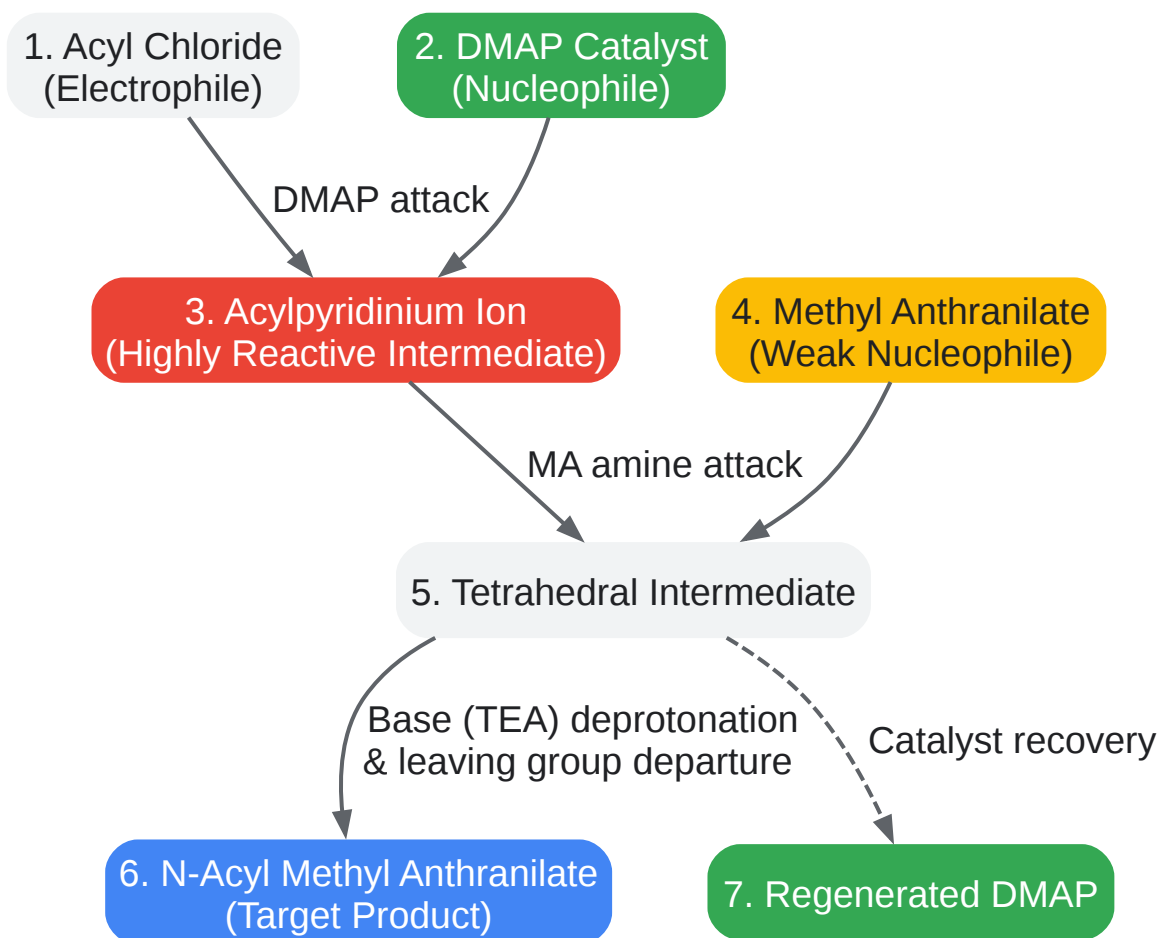 1. Acyl Chloride
(Electrophile)
2. DMAP Catalyst
(Nucleophile)
DMAP attack
3. Acylpyridinium Ion
(Highly Reactive Intermediate)
4. Methyl Anthranilate
(Weak Nucleophile)
MA amine attack
5. Tetrahedral Intermediate
Base (TEA) deprotonation
& leaving group departure
Catalyst recovery
6. N-Acyl Methyl Anthranilate
(Target Product)
7. Regenerated DMAP